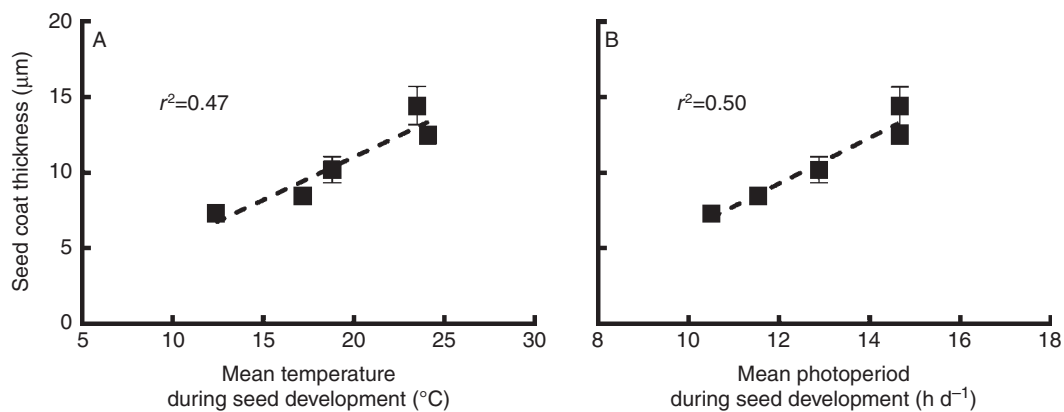 20
15
10
5
0
Seed coat thickness (μm)
A
r²=0.47
5 10 15 20 25 30
Mean temperature
during seed development (°C)
B
r²=0.50
8 10 12 14 16 18
Mean photoperiod
during seed development (h d⁻¹)